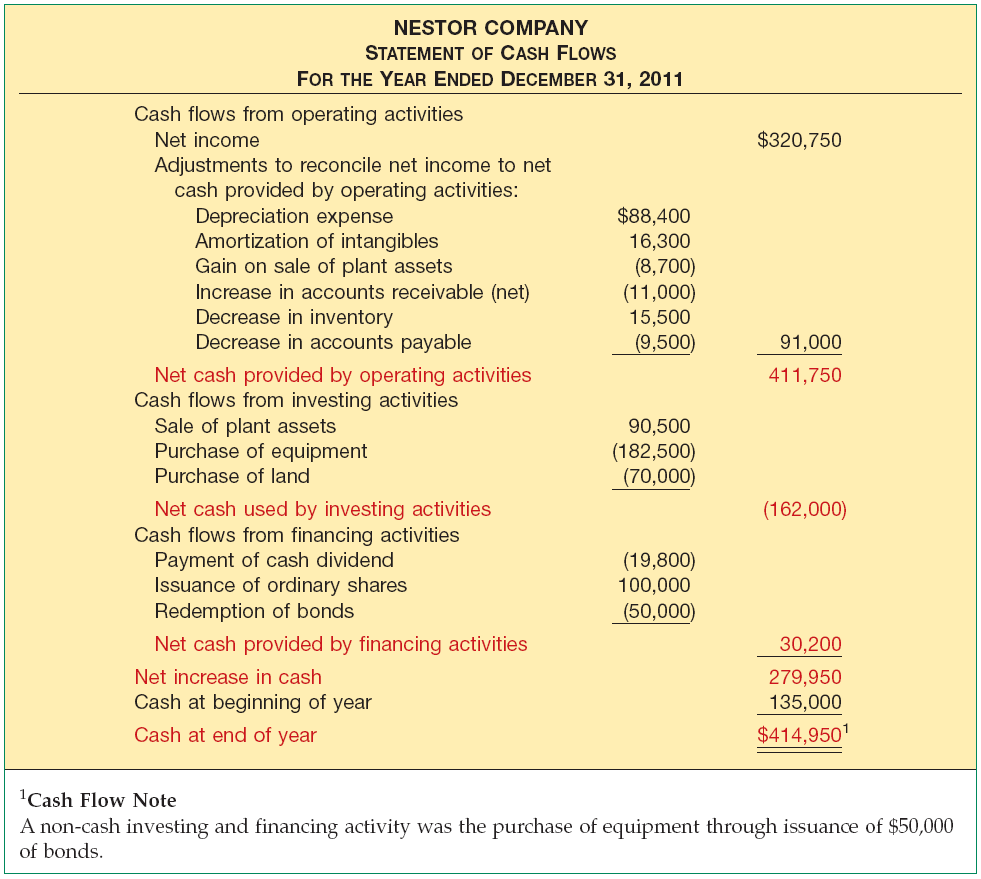 NESTOR COMPANY
STATEMENT OF CASH FLOWS
FOR THE YEAR ENDED DECEMBER 31, 2011
Cash flows from operating activities
Net income $320,750
Adjustments to reconcile net income to net
cash provided by operating activities:
Depreciation expense $88,400
Amortization of intangibles 16,300
Gain on sale of plant assets (8,700)
Increase in accounts receivable (net) (11,000)
Decrease in inventory 15,500
Decrease in accounts payable (9,500) 91,000
Net cash provided by operating activities 411,750
Cash flows from investing activities
Sale of plant assets 90,500
Purchase of equipment (182,500)
Purchase of land (70,000)
Net cash used by investing activities (162,000)
Cash flows from financing activities
Payment of cash dividend (19,800)
Issuance of ordinary shares 100,000
Redemption of bonds (50,000)
Net cash provided by financing activities 30,200
Net increase in cash 279,950
Cash at beginning of year 135,000
Cash at end of year $414,950¹
¹Cash Flow Note
A non-cash investing and financing activity was the purchase of equipment through issuance of $50,000
of bonds.